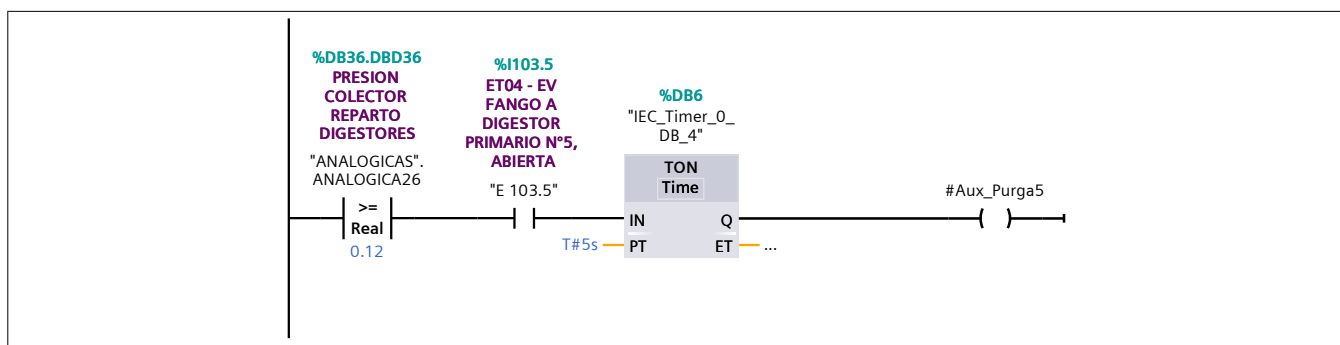 %DB36.DBD36
PRESION
COLECTOR
REPARTO
DIGESTORES
"ANALOGICAS".
ANALOGICA26
>=
Real
0.12
%I103.5
ET04 - EV
FANGO A
DIGESTOR
PRIMARIO N°5,
ABIERTA
"E 103.5"
%DB6
"IEC_Timer_0_
DB_4"
TON
Time
IN
Q
T#5s
PT
ET
...
#Aux_Purga5
( )